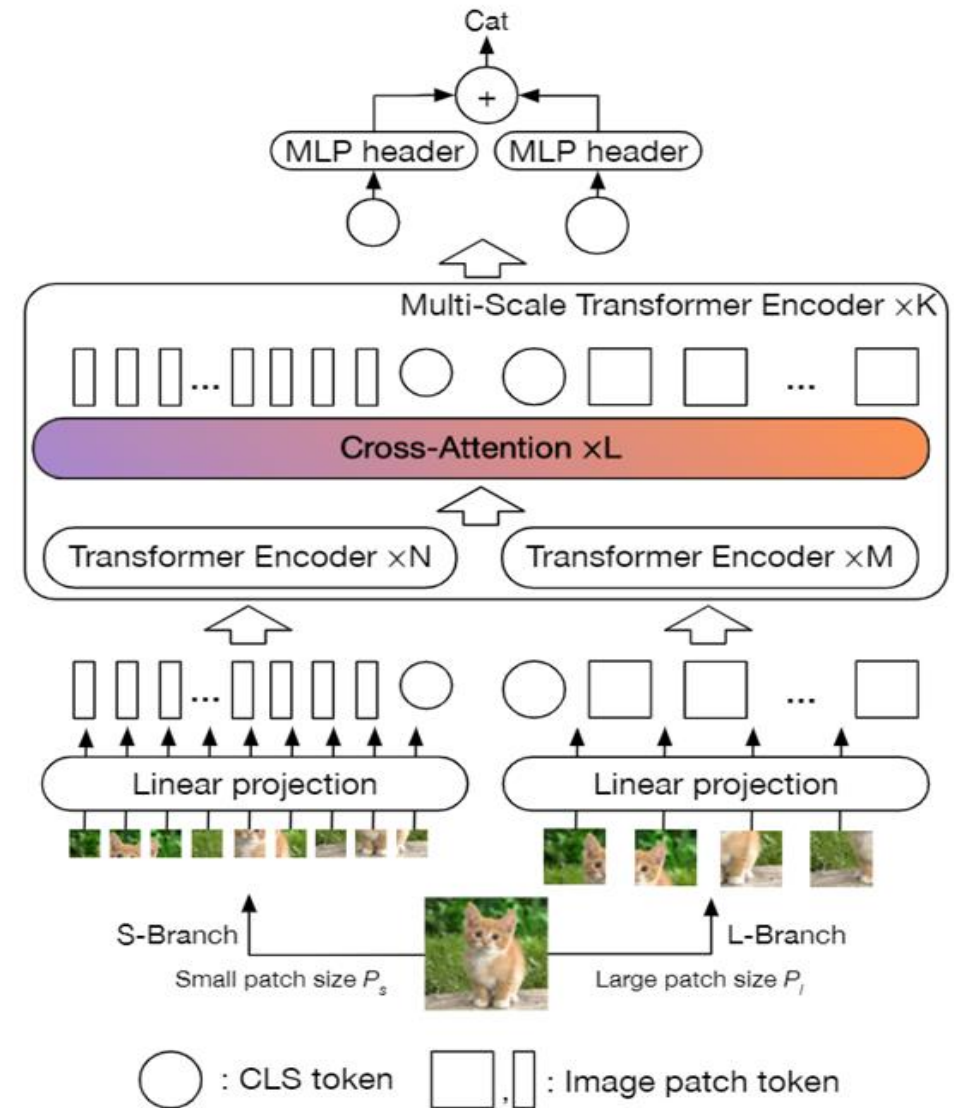 Cat
+
MLP header MLP header
Multi-Scale Transformer Encoder ×K
...
...
Cross-Attention ×L
Transformer Encoder ×N Transformer Encoder ×M
...
...
Linear projection Linear projection
S-Branch L-Branch
Small patch size Pₛ Large patch size Pₗ
: CLS token , : Image patch token